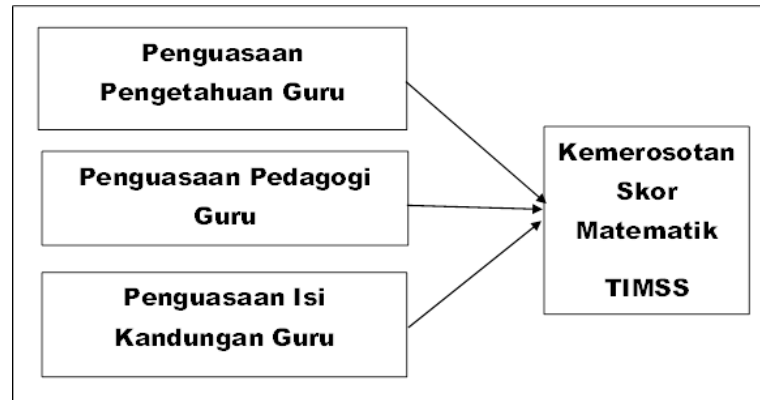 Penguasaan
Pengetahuan Guru
Penguasaan Pedagogi
Guru
Penguasaan Isi
Kandungan Guru
Kemerosotan
Skor
Matematik
TIMSS